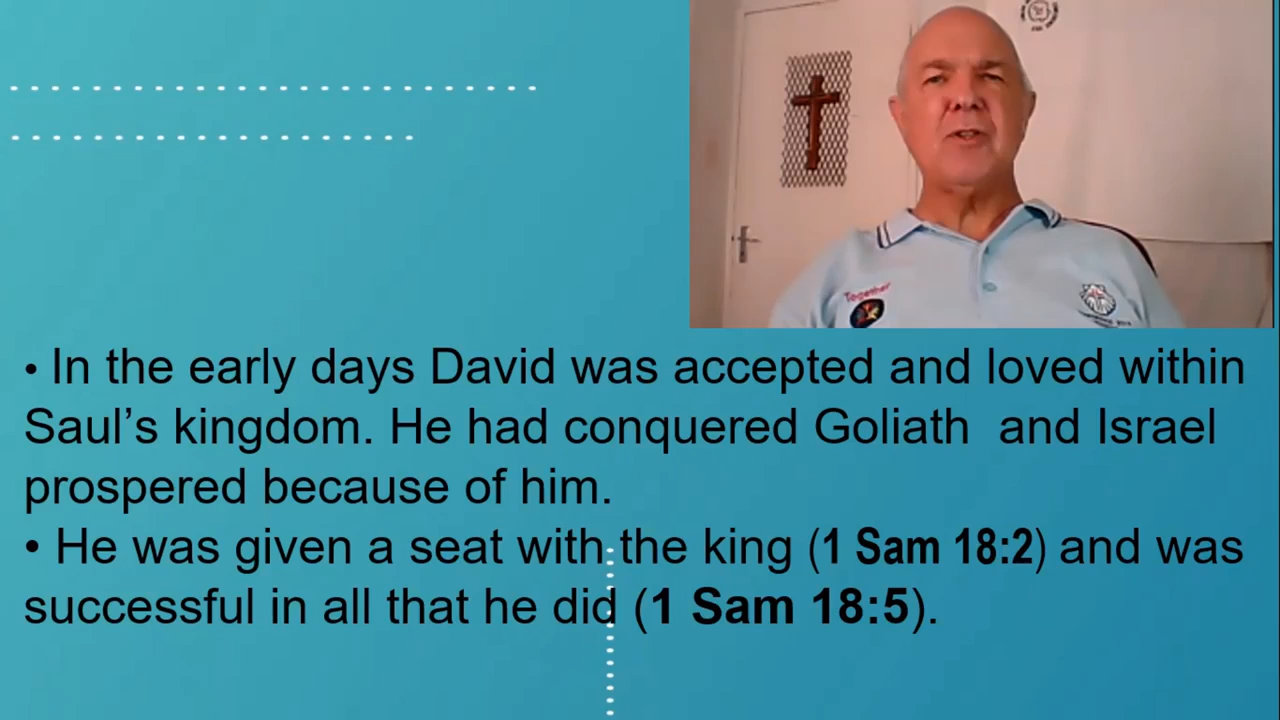 Together
• In the early days David was accepted and loved within
Saul’s kingdom. He had conquered Goliath  and Israel
prospered because of him.
• He was given a seat with the king (1 Sam 18:2) and was
successful in all that he did (1 Sam 18:5).